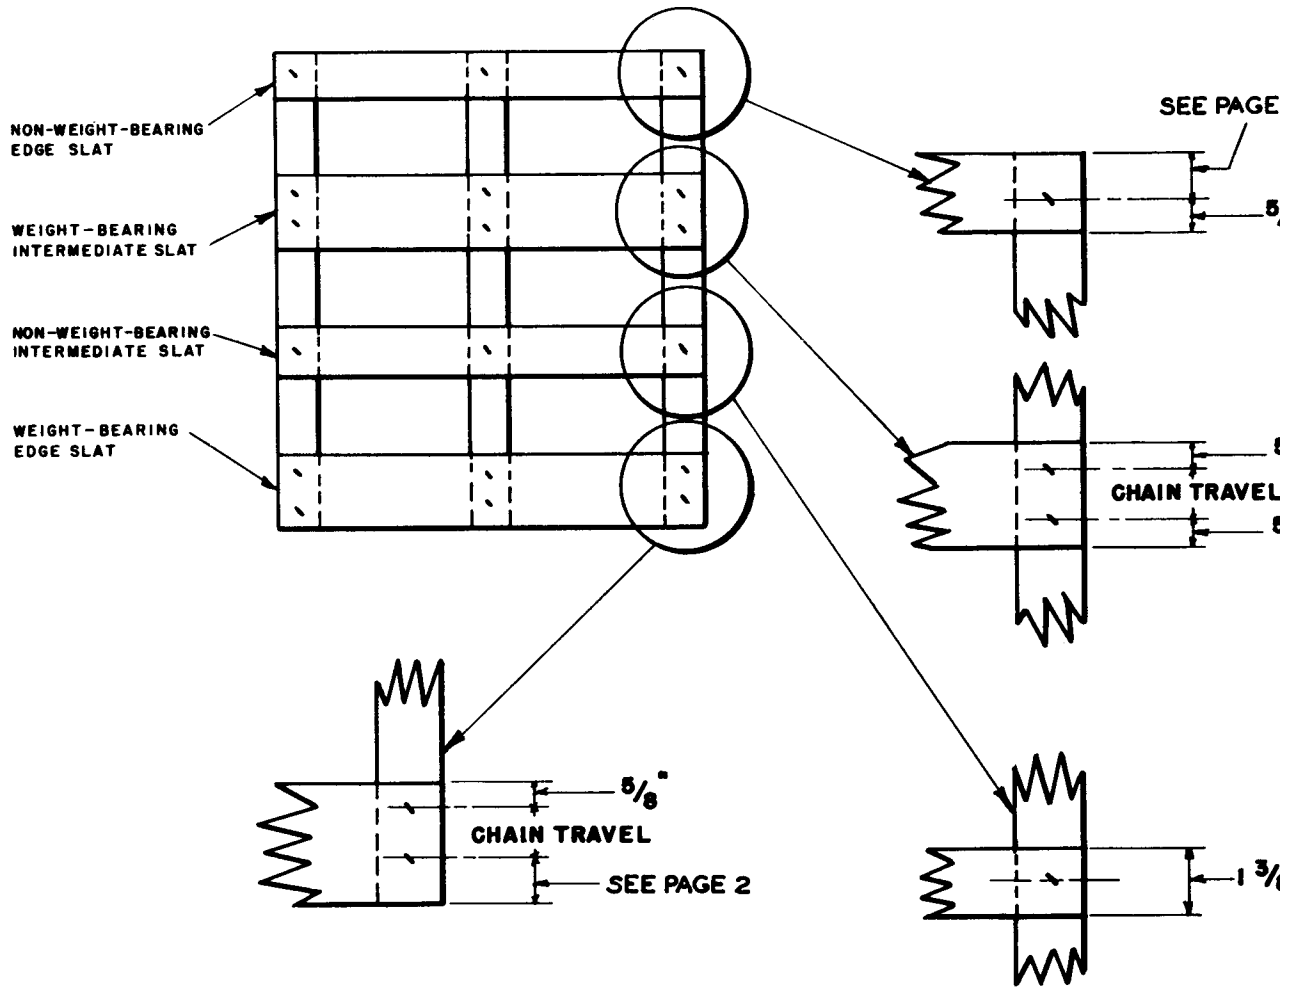 NON-WEIGHT-BEARING
EDGE SLAT
WEIGHT-BEARING
INTERMEDIATE SLAT
NON-WEIGHT-BEARING
INTERMEDIATE SLAT
WEIGHT-BEARING
EDGE SLAT
SEE PAGE
CHAIN TRAVEL
5/8"
CHAIN TRAVEL
SEE PAGE 2